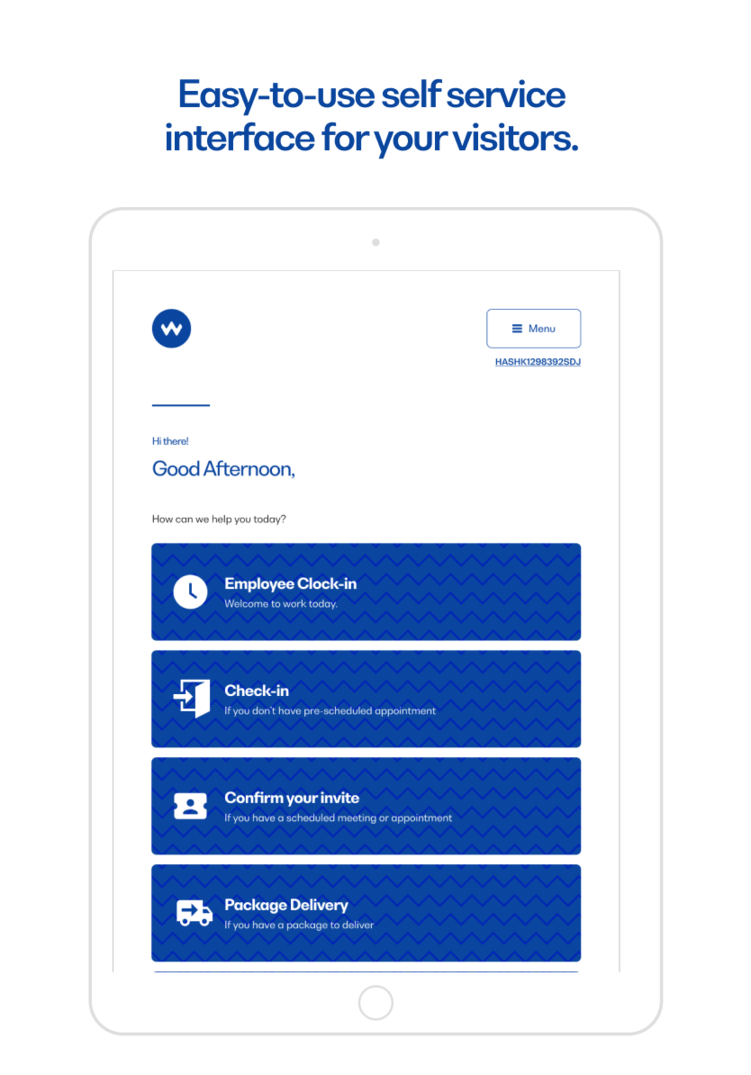 Easy-to-use self service
interface for your visitors.
Menu
HASHK1298392SDJ
Hi there!
Good Afternoon,
How can we help you today?
Employee Clock-in
Welcome to work today.
Check-in
If you don't have pre-scheduled appointment
Confirm your invite
If you have a scheduled meeting or appointment
Package Delivery
If you have a package to deliver